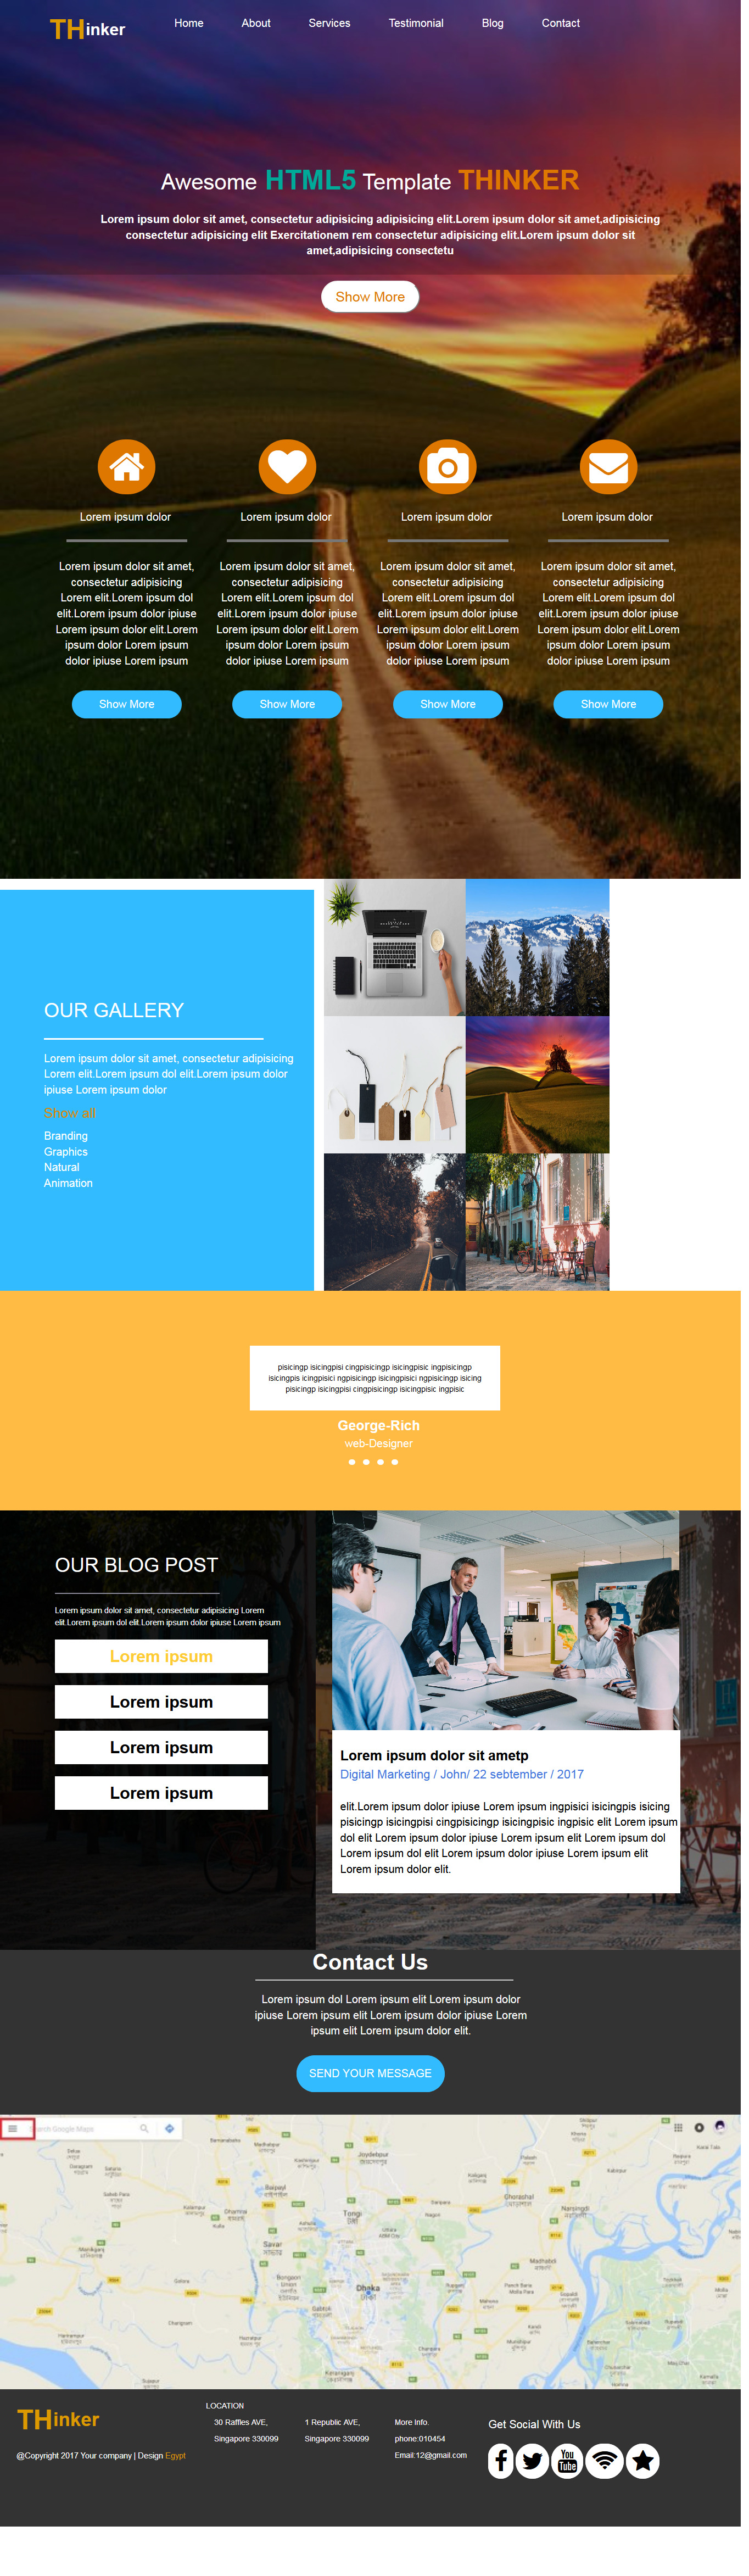 THinker
Home About Services Testimonial Blog Contact
Awesome HTML5 Template THINKER
Lorem ipsum dolor sit amet, consectetur adipisicing adipisicing elit.Lorem ipsum dolor sit amet,adipisicing
consectetur adipisicing elit Exercitationem rem consectetur adipisicing elit.Lorem ipsum dolor sit
amet,adipisicing consectetu
Show More
Lorem ipsum dolor
Lorem ipsum dolor sit amet,
consectetur adipisicing
Lorem elit.Lorem ipsum dol
elit.Lorem ipsum dolor ipiuse
Lorem ipsum dolor elit.Lorem
ipsum dolor Lorem ipsum
dolor ipiuse Lorem ipsum
Show More
Lorem ipsum dolor
Lorem ipsum dolor sit amet,
consectetur adipisicing
Lorem elit.Lorem ipsum dol
elit.Lorem ipsum dolor ipiuse
Lorem ipsum dolor elit.Lorem
ipsum dolor Lorem ipsum
dolor ipiuse Lorem ipsum
Show More
Lorem ipsum dolor
Lorem ipsum dolor sit amet,
consectetur adipisicing
Lorem elit.Lorem ipsum dol
elit.Lorem ipsum dolor ipiuse
Lorem ipsum dolor elit.Lorem
ipsum dolor Lorem ipsum
dolor ipiuse Lorem ipsum
Show More
Lorem ipsum dolor
Lorem ipsum dolor sit amet,
consectetur adipisicing
Lorem elit.Lorem ipsum dol
elit.Lorem ipsum dolor ipiuse
Lorem ipsum dolor elit.Lorem
ipsum dolor Lorem ipsum
dolor ipiuse Lorem ipsum
Show More
OUR GALLERY
Lorem ipsum dolor sit amet, consectetur adipisicing
Lorem elit.Lorem ipsum dol elit.Lorem ipsum dolor
ipiuse Lorem ipsum dolor
Show all
Branding
Graphics
Natural
Animation
pisicingp isicingpisi cingpisicingp isicingpisic ingpisicingp
isicingpis icingpisici ngpisicingp isicingpisici ngpisicingp isicing
pisicingp isicingpisi cingpisicingp isicingpisic ingpisic
George-Rich
web-Designer
OUR BLOG POST
Lorem ipsum dolor sit amet, consectetur adipisicing Lorem
elit.Lorem ipsum dol elit.Lorem ipsum dolor ipiuse Lorem ipsum
Lorem ipsum
Lorem ipsum
Lorem ipsum
Lorem ipsum
Lorem ipsum dolor sit ametp
Digital Marketing / John/ 22 sebtember / 2017
elit.Lorem ipsum dolor ipiuse Lorem ipsum ingpisici isicingpis isicing
pisicingp isicingpisi cingpisicingp isicingpisic ingpisic elit Lorem ipsum
dol elit Lorem ipsum dolor ipiuse Lorem ipsum elit Lorem ipsum dol
Lorem ipsum dol elit Lorem ipsum dolor ipiuse Lorem ipsum elit
Lorem ipsum dolor elit.
Contact Us
Lorem ipsum dol Lorem ipsum elit Lorem ipsum dolor
ipiuse Lorem ipsum elit Lorem ipsum dolor ipiuse Lorem
ipsum elit Lorem ipsum dolor elit.
SEND YOUR MESSAGE
Search Google Maps
Joydebpur
Tongi
Savar
Dhaka
Narsingdi
Ghorashal
THinker
@Copyright 2017 Your company | Design Egypt
LOCATION
30 Raffles AVE,
Singapore 330099
1 Republic AVE,
Singapore 330099
More Info.
phone:010454
Email:12@gmail.com
Get Social With Us
You
Tube